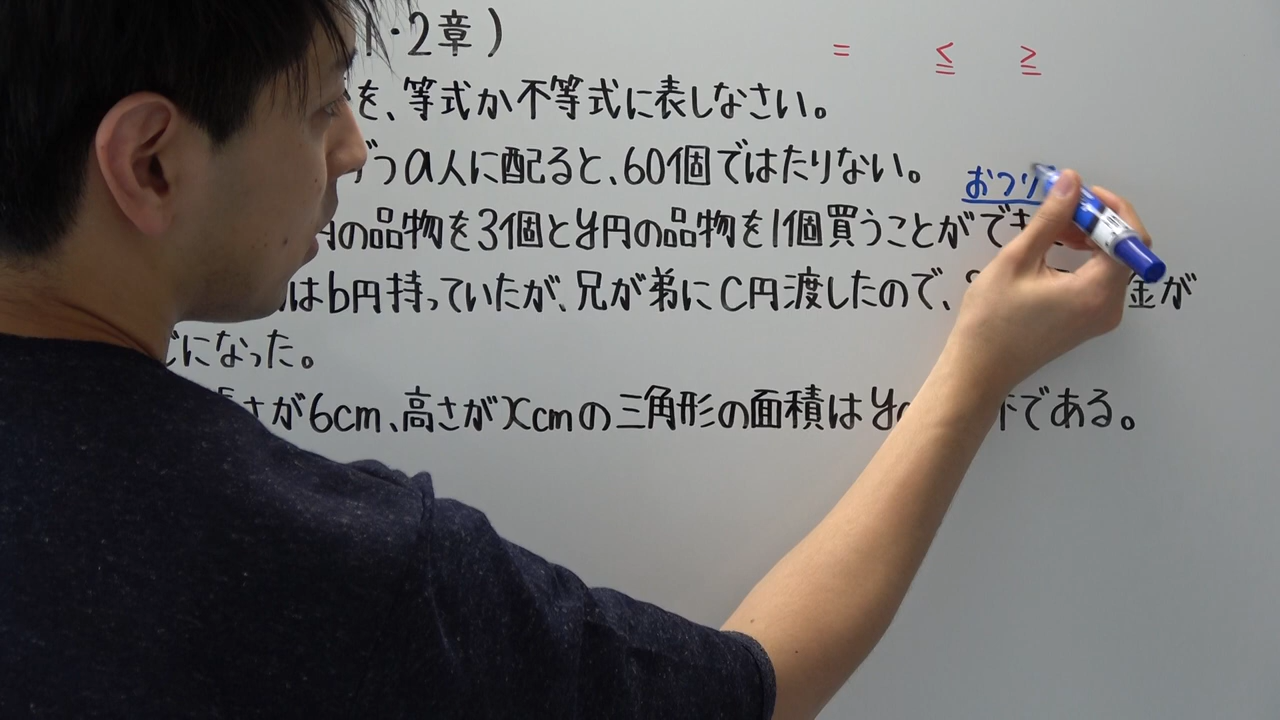 1・2章)
= ≦ ≧
を、等式か不等式に表しなさい。
ずつa人に配ると、60個ではたりない。
おつり
円の品物を3個とy円の品物を1個買うことができ
はb円持っていたが、兄が弟にc円渡したので、 金が
じになった。
さが6cm、高さがxcmの三角形の面積はy 下である。